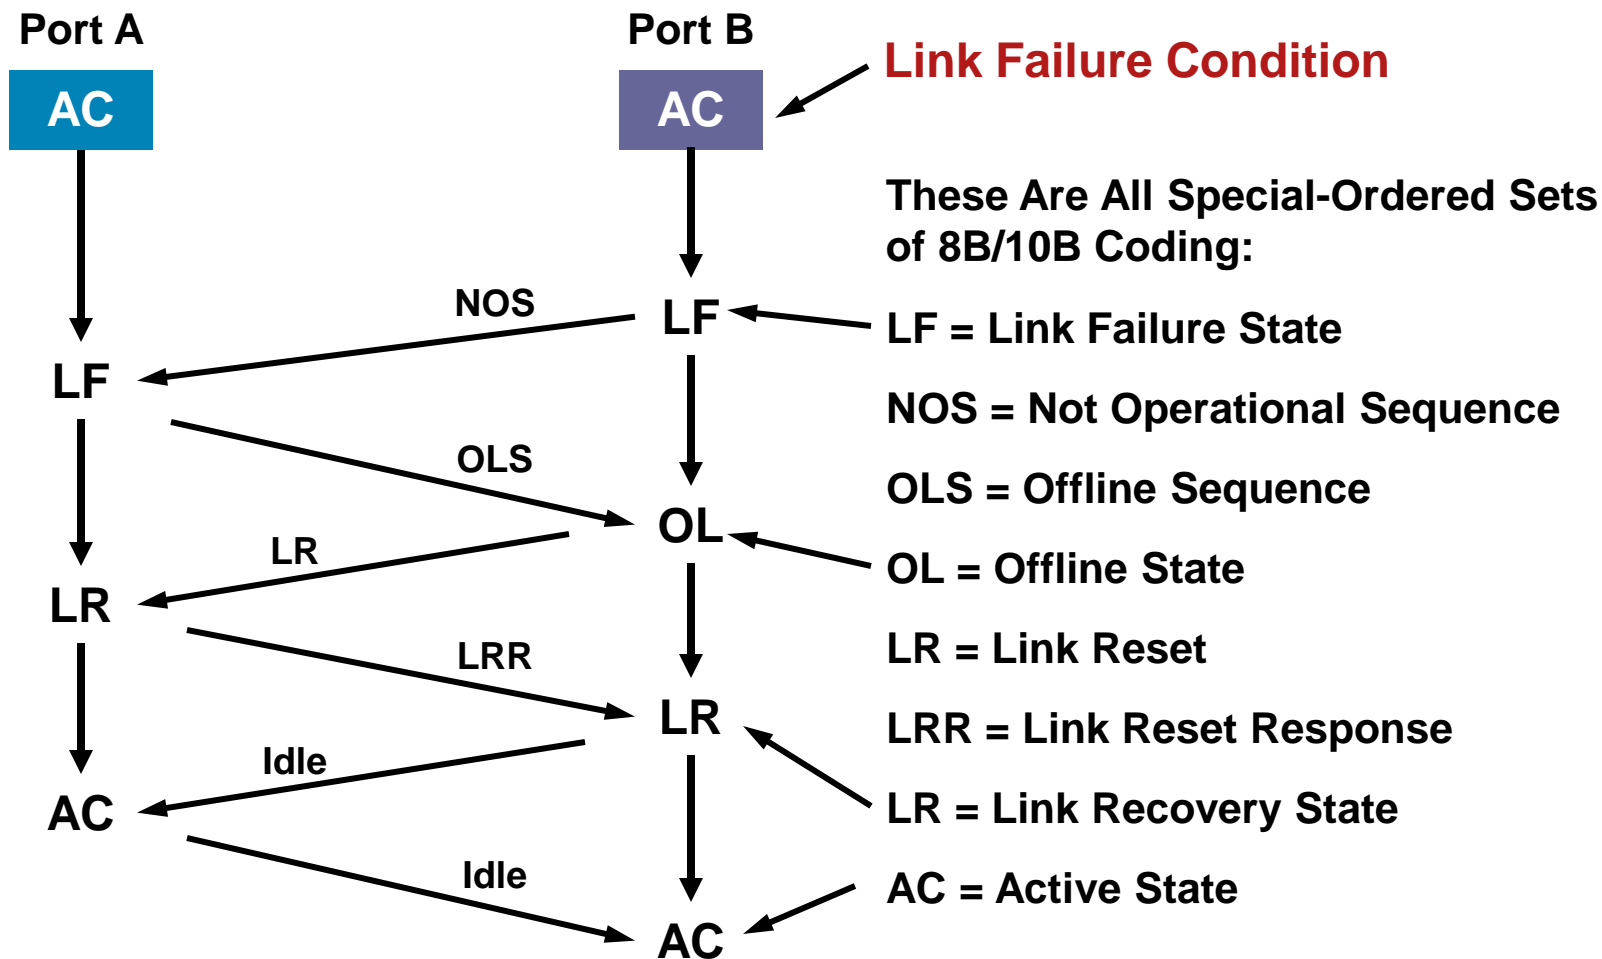 Port A
Port B
Link Failure Condition
AC
AC
These Are All Special-Ordered Sets
of 8B/10B Coding:
NOS
LF
LF = Link Failure State
LF
NOS = Not Operational Sequence
OLS
OLS = Offline Sequence
OL
LR
OL = Offline State
LR
LRR
LR = Link Reset
LR
LRR = Link Reset Response
Idle
AC
LR = Link Recovery State
Idle
AC = Active State
AC